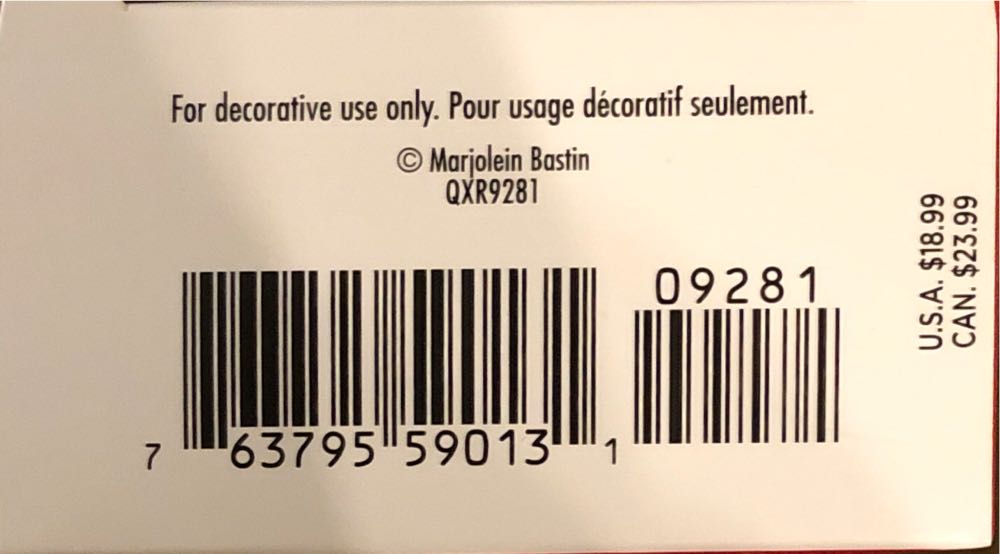 For decorative use only. Pour usage décoratif seulement.
© Marjolein Bastin
QXR9281
09281
7 63795 59013 1
U.S.A. $18.99
CAN. $23.99